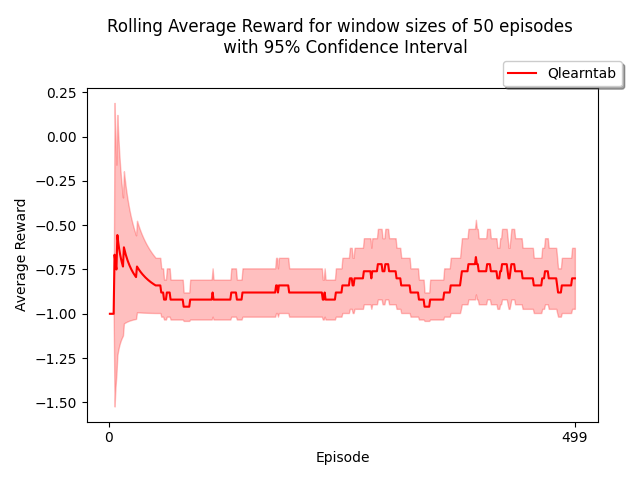 Rolling Average Reward for window sizes of 50 episodes
with 95% Confidence Interval
Qlearntab
0.25
0.00
−0.25
−0.50
−0.75
−1.00
−1.25
−1.50
Average Reward
0
499
Episode